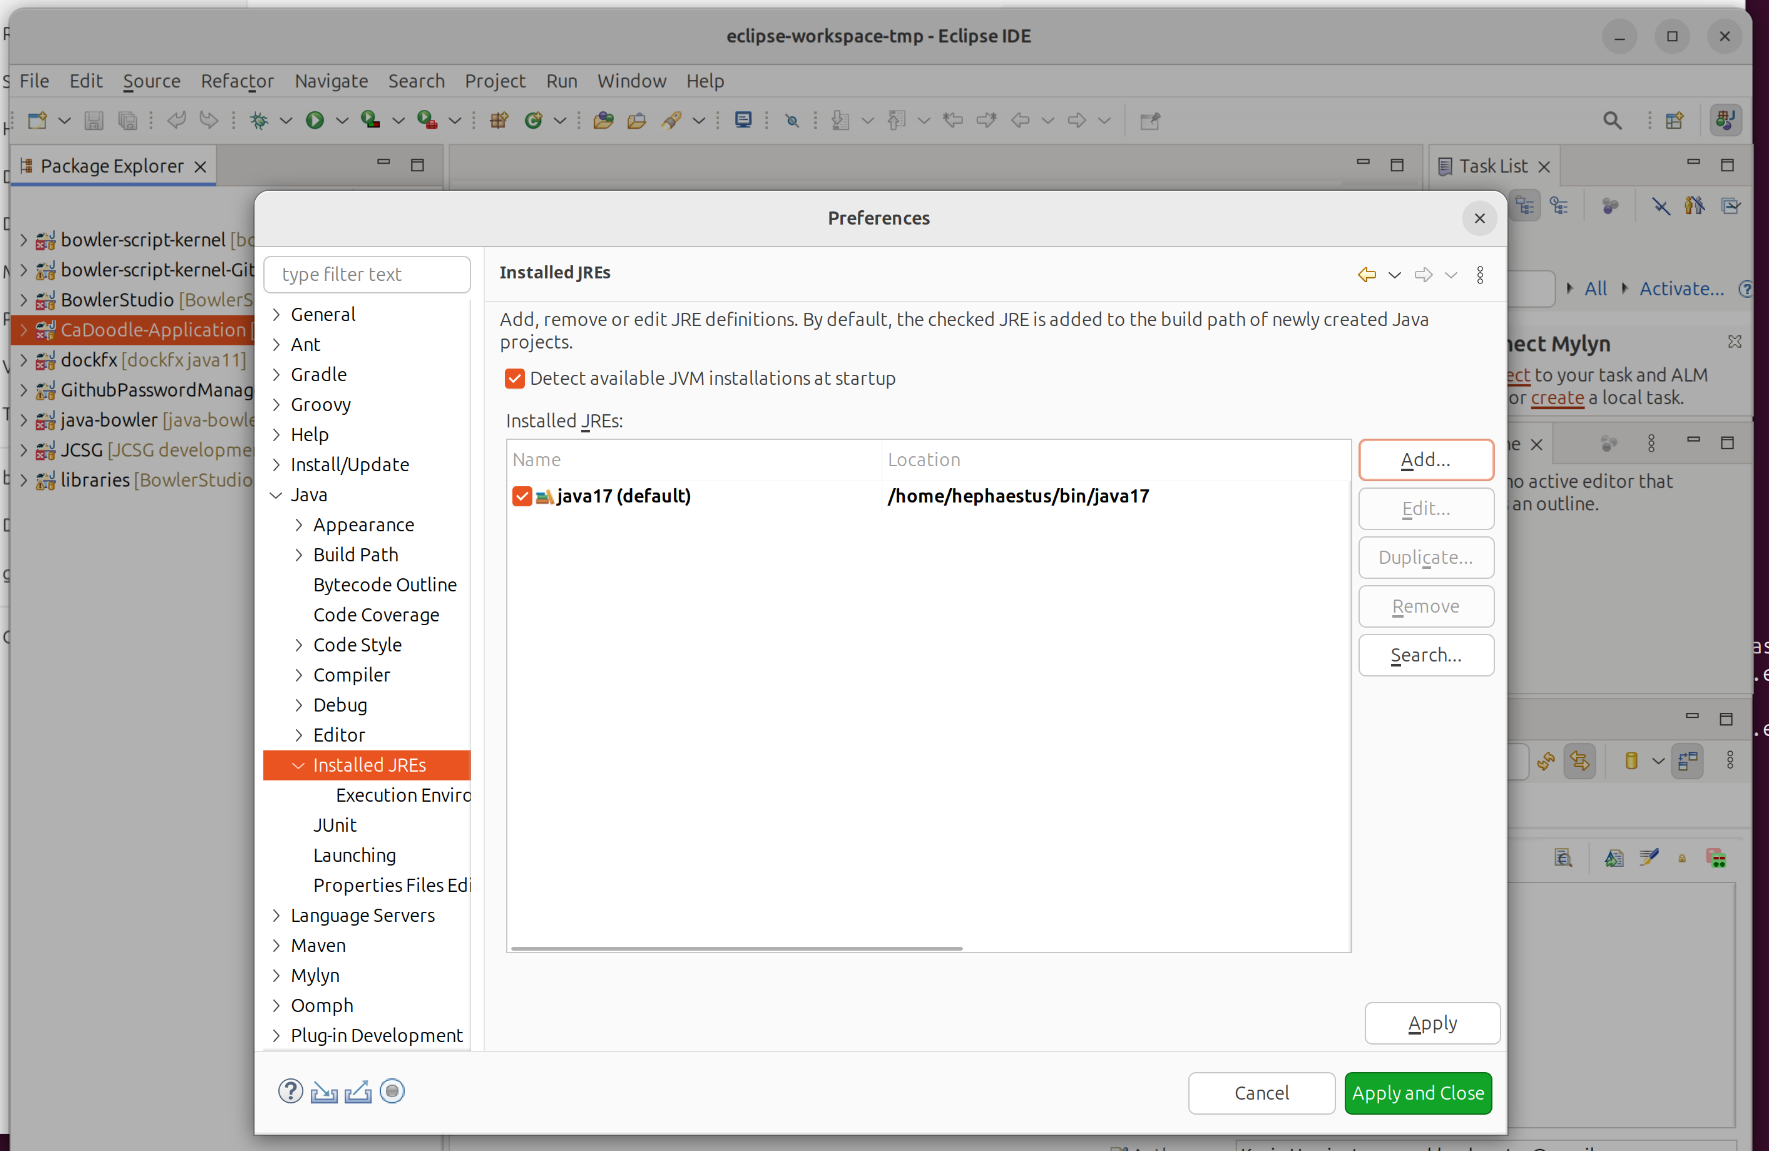 eclipse-workspace-tmp - Eclipse IDE
File Edit Source Refactor Navigate Search Project Run Window Help
Package Explorer
Task List
bowler-script-kernel
bowler-script-kernel-Git
BowlerStudio [BowlerS
CaDoodle-Application [
dockfx [dockfx java11]
GithubPasswordManag
java-bowler [java-bowle
JCSG [JCSG developme
libraries [BowlerStudio
All Activate...
Mylyn
to your task and ALM
or create a local task.
no active editor that
an outline.
Preferences
type filter text
General
Ant
Gradle
Groovy
Help
Install/Update
Java
Appearance
Build Path
Bytecode Outline
Code Coverage
Code Style
Compiler
Debug
Editor
Installed JREs
Execution Enviro
JUnit
Launching
Properties Files Edi
Language Servers
Maven
Mylyn
Oomph
Plug-in Development
Installed JREs
Add, remove or edit JRE definitions. By default, the checked JRE is added to the build path of newly created Java
projects.
Detect available JVM installations at startup
Installed JREs:
Name Location
java17 (default) /home/hephaestus/bin/java17
Add...
Edit...
Duplicate...
Remove
Search...
Apply
Cancel Apply and Close